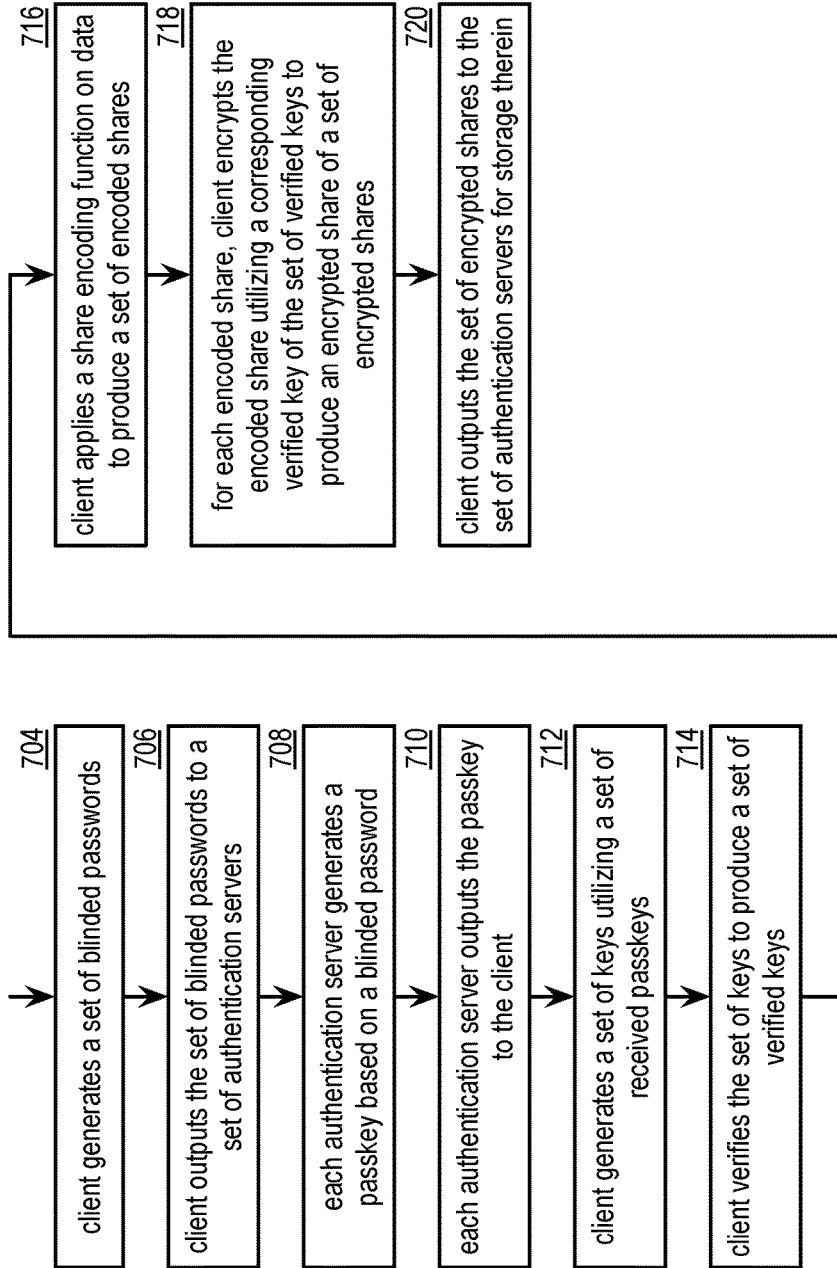 704
client generates a set of blinded passwords
706
client outputs the set of blinded passwords to a
set of authentication servers
708
each authentication server generates a
passkey based on a blinded password
710
each authentication server outputs the passkey
to the client
712
client generates a set of keys utilizing a set of
received passkeys
714
client verifies the set of keys to produce a set of
verified keys
716
client applies a share encoding function on data
to produce a set of encoded shares
718
for each encoded share, client encrypts the
encoded share utilizing a corresponding
verified key of the set of verified keys to
produce an encrypted share of a set of
encrypted shares
720
client outputs the set of encrypted shares to the
set of authentication servers for storage therein